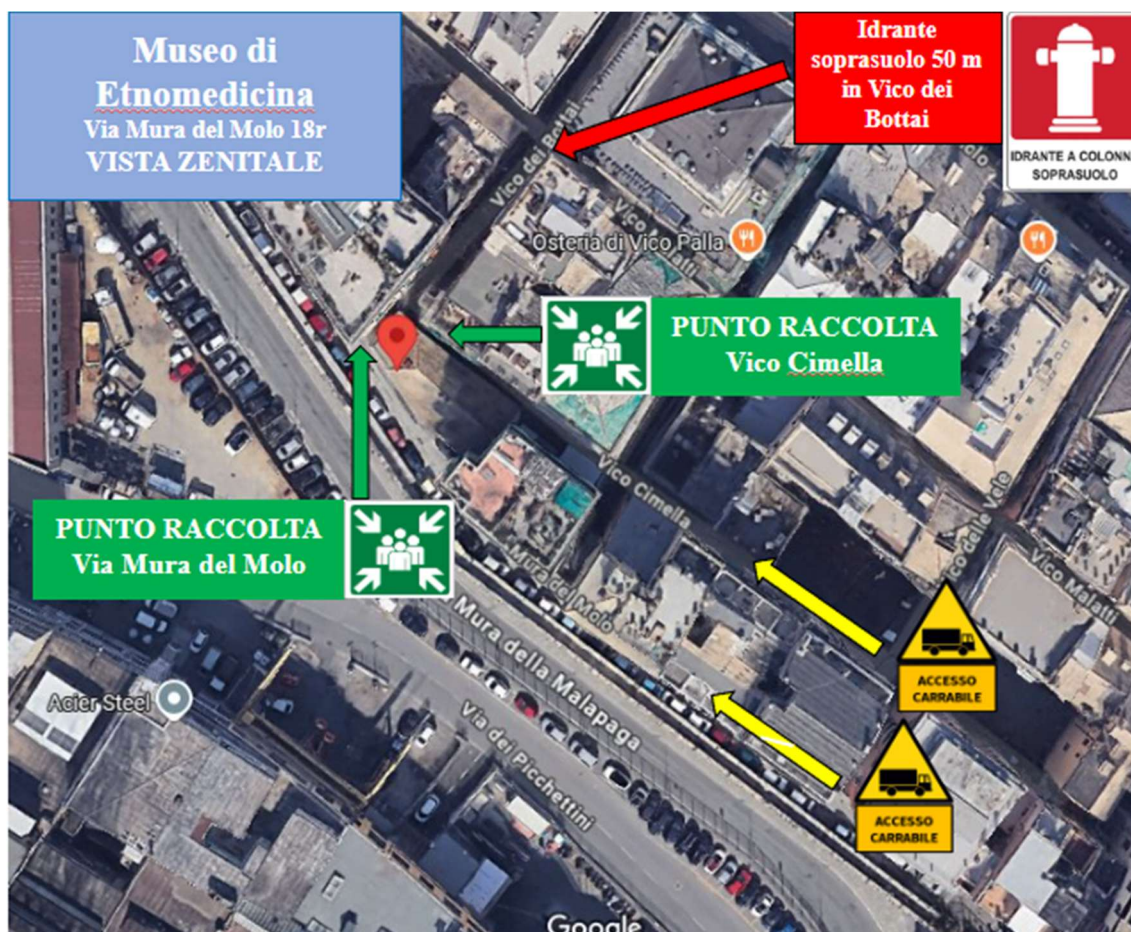 Museo di
Etnomedicina
Via Mura del Molo 18r
VISTA ZENITALE
Idrante
soprasuolo 50 m
in Vico dei
Bottai
IDRANTE A COLONN
SOPRASUOLO
Vico dei Bottai
Vico Malatti
Osteria di Vico Palla
PUNTO RACCOLTA
Vico Cimella
PUNTO RACCOLTA
Via Mura del Molo
Vico Cimella
Vico delle Vele
Vico Malatti
Mura del Molo
Mura della Malapaga
Via dei Picchettini
Acier Steel
ACCESSO
CARRABILE
ACCESSO
CARRABILE
Google